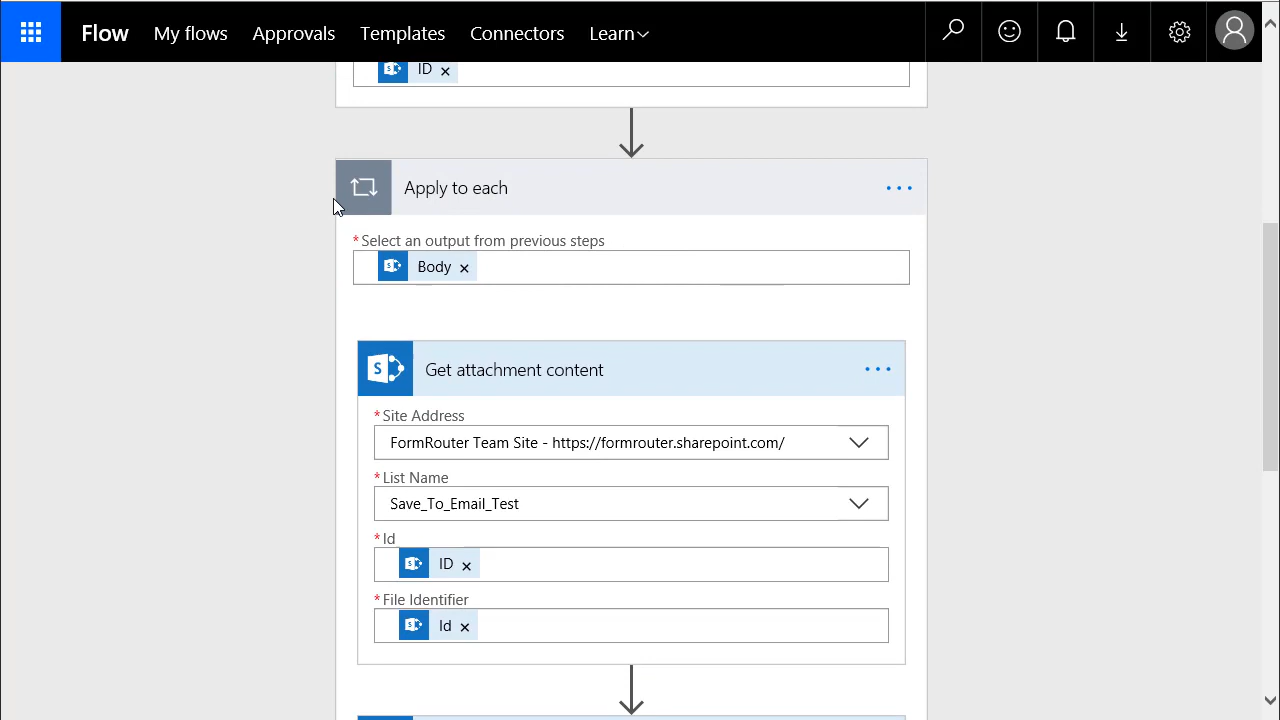 Flow My flows Approvals Templates Connectors Learn
ID ×
Apply to each
* Select an output from previous steps
Body ×
S Get attachment content
* Site Address
FormRouter Team Site - https://formrouter.sharepoint.com/
* List Name
Save_To_Email_Test
* Id
ID ×
* File Identifier
Id ×